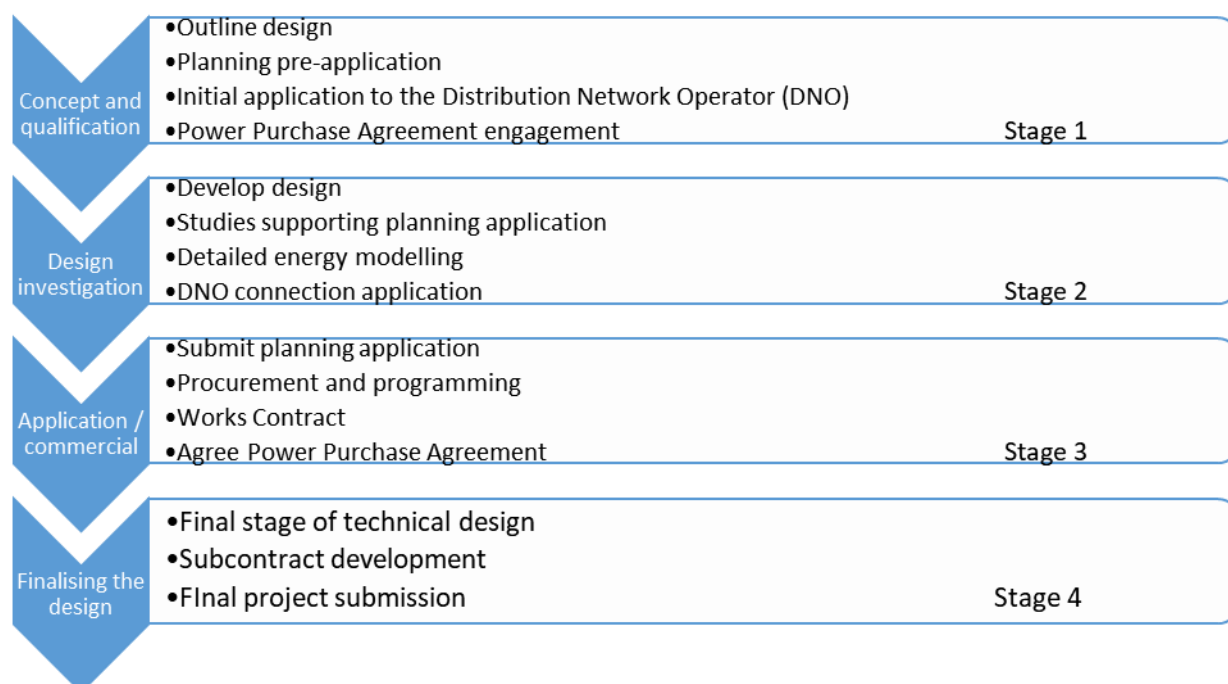 Concept and
qualification
•Outline design
•Planning pre-application
•Initial application to the Distribution Network Operator (DNO)
•Power Purchase Agreement engagement
Stage 1
Design
investigation
•Develop design
•Studies supporting planning application
•Detailed energy modelling
•DNO connection application
Stage 2
Application /
commercial
•Submit planning application
•Procurement and programming
•Works Contract
•Agree Power Purchase Agreement
Stage 3
Finalising the
design
•Final stage of technical design
•Subcontract development
•FInal project submission
Stage 4